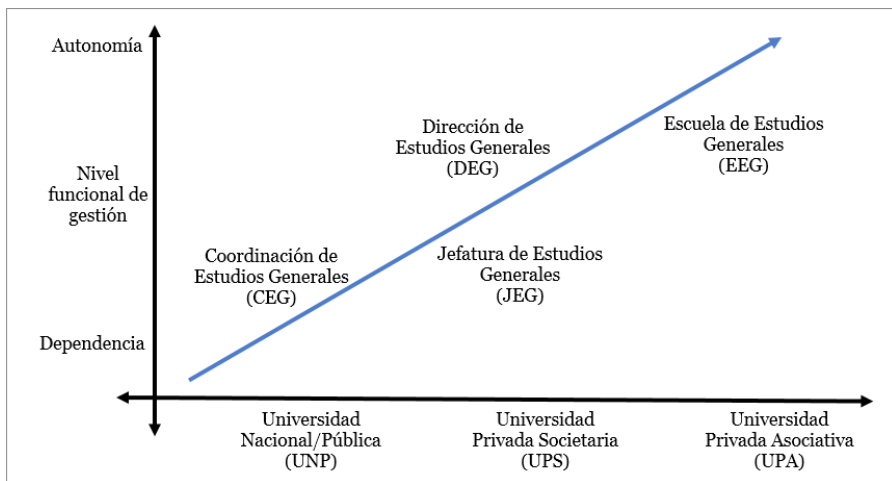 Autonomía
Nivel
funcional de
gestión
Dependencia
Dirección de
Estudios Generales
(DEG)
Escuela de Estudios
Generales
(EEG)
Coordinación de
Estudios Generales
(CEG)
Jefatura de Estudios
Generales
(JEG)
Universidad
Nacional/Pública
(UNP)
Universidad
Privada Societaria
(UPS)
Universidad
Privada Asociativa
(UPA)